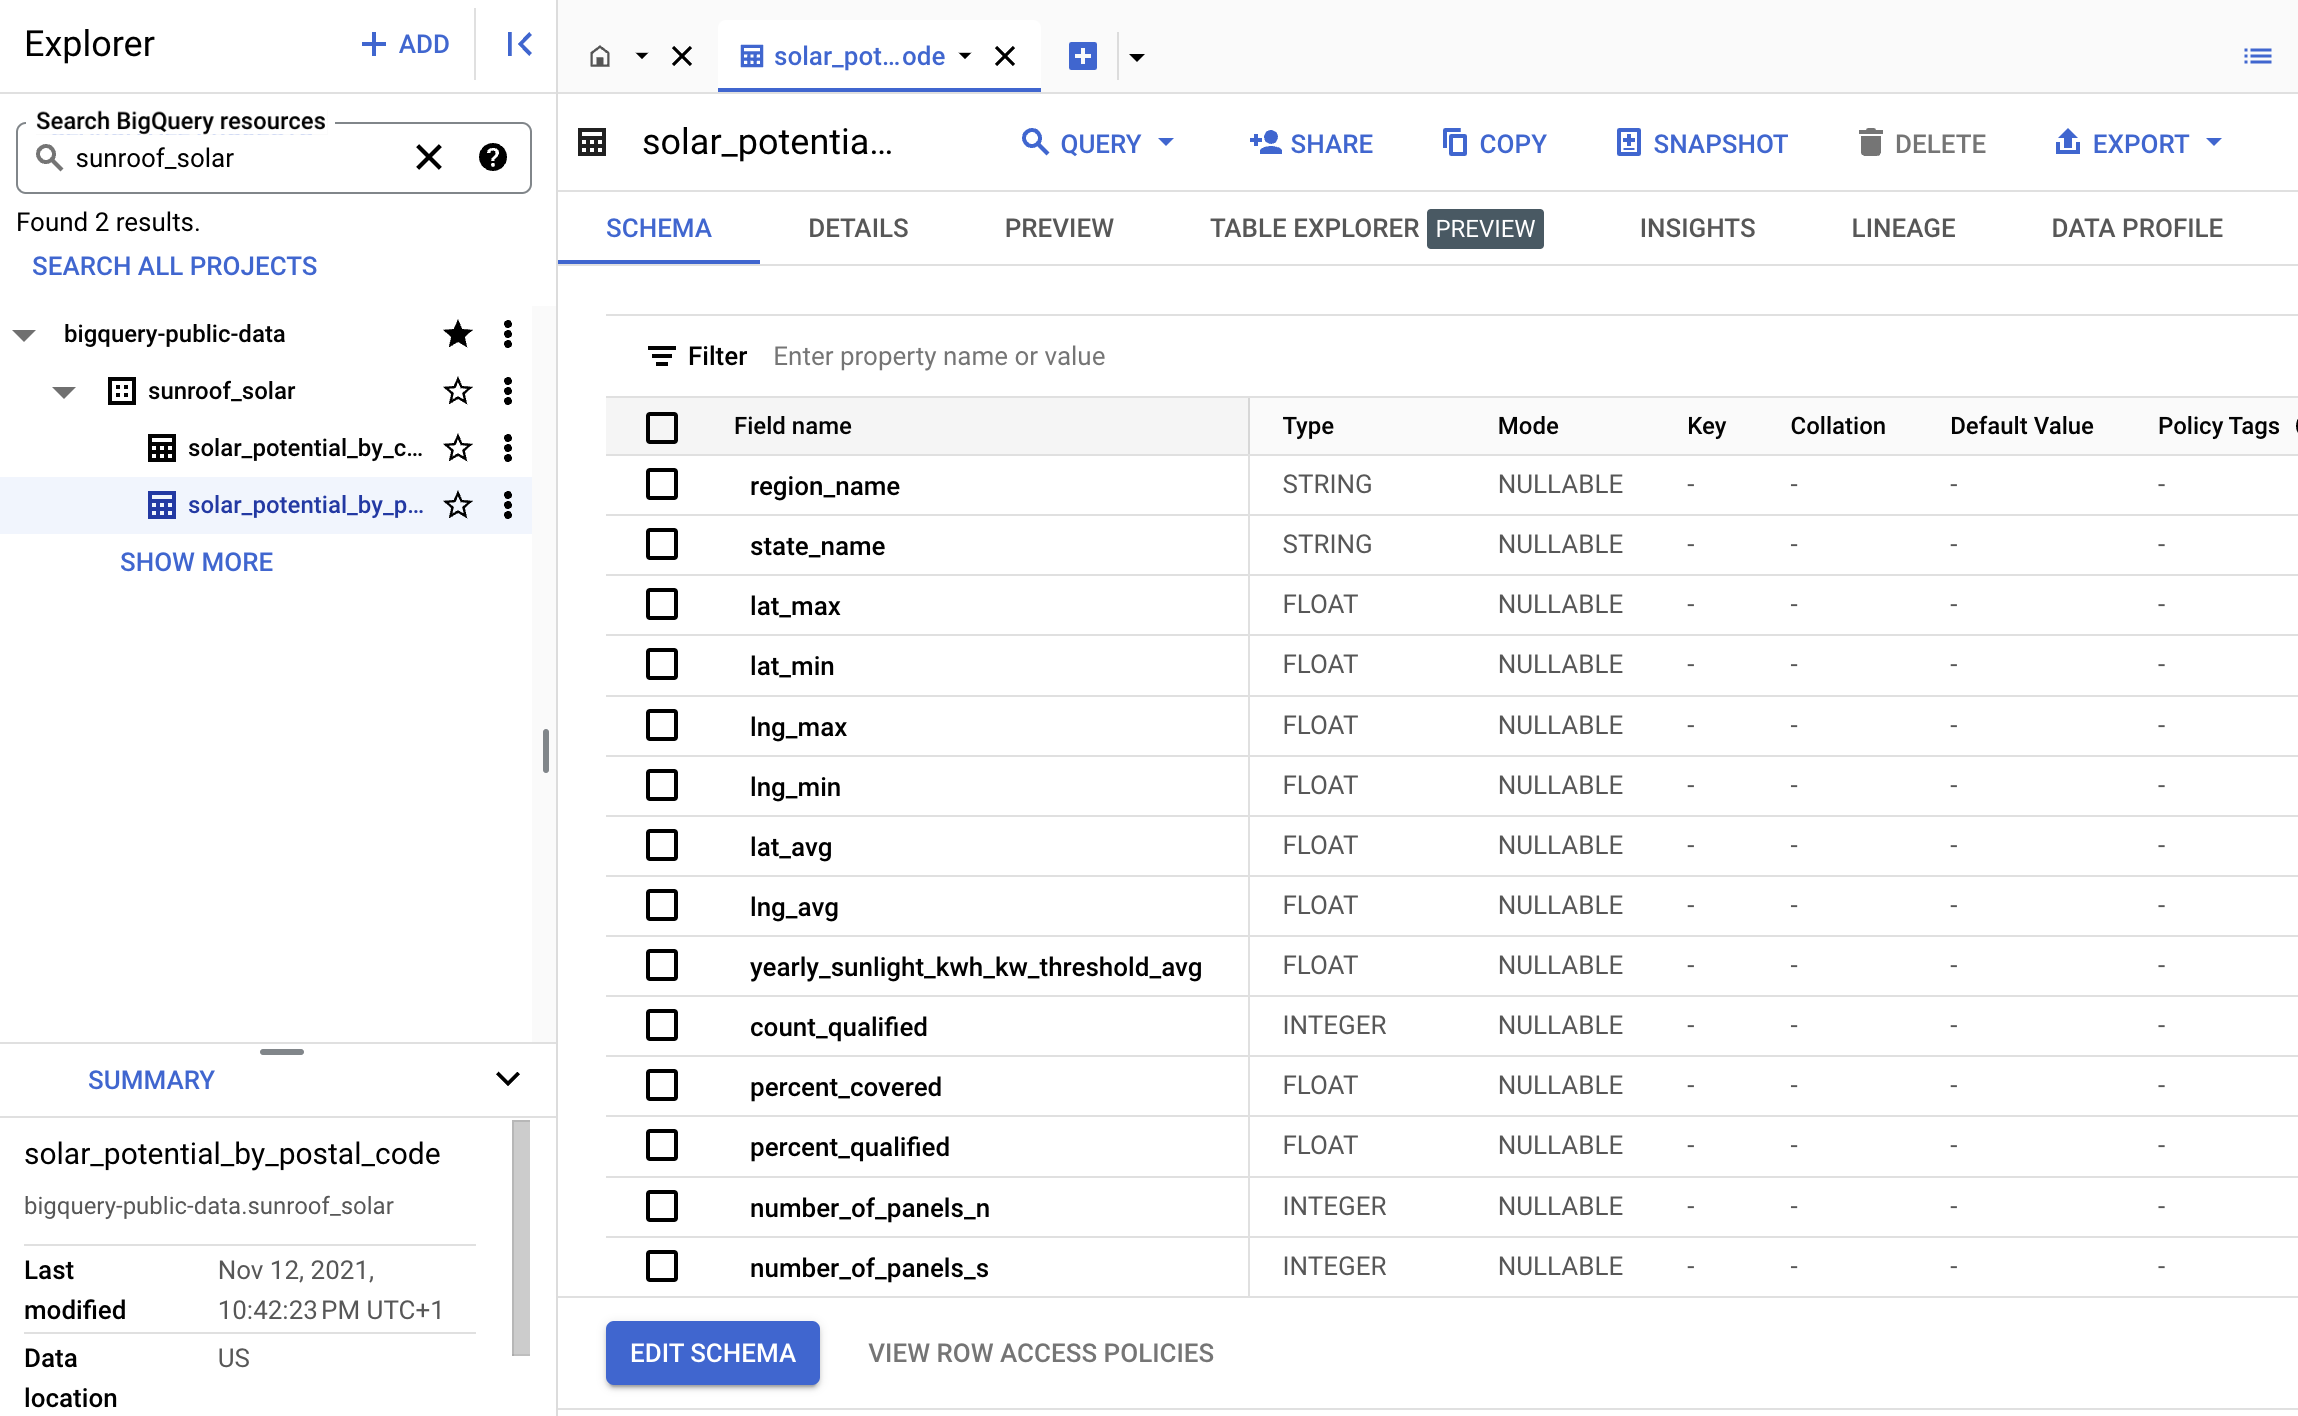 Explorer
ADD
Search BigQuery resources
sunroof_solar
Found 2 results.
SEARCH ALL PROJECTS
bigquery-public-data
sunroof_solar
solar_potential_by_c...
solar_potential_by_p...
SHOW MORE
SUMMARY
solar_potential_by_postal_code
bigquery-public-data.sunroof_solar
Last modified
Nov 12, 2021, 10:42:23 PM UTC+1
Data location
US
solar_pot...ode
solar_potentia...
QUERY
SHARE
COPY
SNAPSHOT
DELETE
EXPORT
SCHEMA DETAILS PREVIEW TABLE EXPLORER PREVIEW INSIGHTS LINEAGE DATA PROFILE
Filter Enter property name or value
Field name Type Mode Key Collation Default Value Policy Tags
region_name STRING NULLABLE - - - -
state_name STRING NULLABLE - - - -
lat_max FLOAT NULLABLE - - - -
lat_min FLOAT NULLABLE - - - -
lng_max FLOAT NULLABLE - - - -
lng_min FLOAT NULLABLE - - - -
lat_avg FLOAT NULLABLE - - - -
lng_avg FLOAT NULLABLE - - - -
yearly_sunlight_kwh_kw_threshold_avg FLOAT NULLABLE - - - -
count_qualified INTEGER NULLABLE - - - -
percent_covered FLOAT NULLABLE - - - -
percent_qualified FLOAT NULLABLE - - - -
number_of_panels_n INTEGER NULLABLE - - - -
number_of_panels_s INTEGER NULLABLE - - - -
EDIT SCHEMA
VIEW ROW ACCESS POLICIES